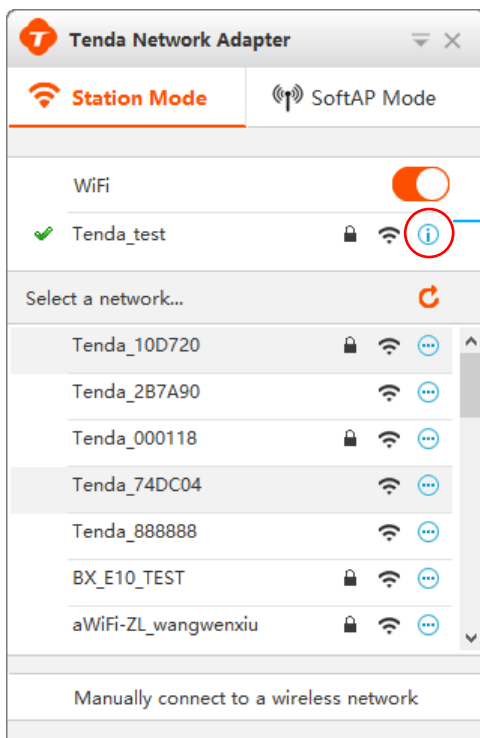 Tenda Network Adapter
Station Mode SoftAP Mode
WiFi
Tenda_test
Select a network...
Tenda_10D720
Tenda_2B7A90
Tenda_000118
Tenda_74DC04
Tenda_888888
BX_E10_TEST
aWiFi-ZL_wangwenxiu
Manually connect to a wireless network